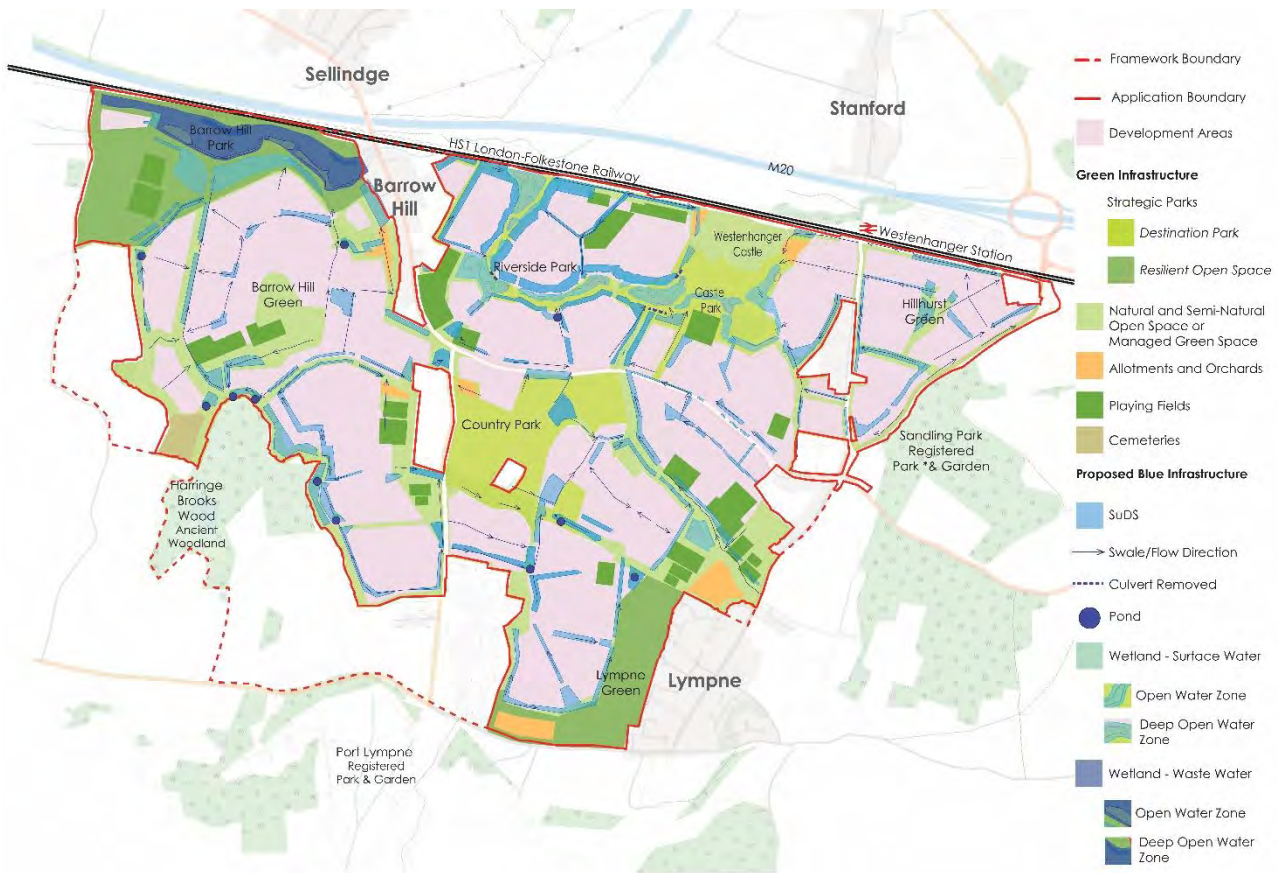 Sellindge
Stanford
Barrow Hill
Park
HS1 London-Folkestone Railway
M20
Barrow
Hill
Westenhanger Station
Westenhanger
Castle
Riverside Park
Castle
Park
Hillhurst
Green
Barrow Hill
Green
Country Park
Sandling Park
Registered
Park *& Garden
Harringe
Brooks
Wood
Ancient
Woodland
Lympne
Green
Lympne
Port Lympne
Registered
Park & Garden
Framework Boundary
Application Boundary
Development Areas
Green Infrastructure
Strategic Parks
Destination Park
Resilient Open Space
Natural and Semi-Natural
Open Space or
Managed Green Space
Allotments and Orchards
Playing Fields
Cemeteries
Proposed Blue Infrastructure
SuDS
Swale/Flow Direction
Culvert Removed
Pond
Wetland - Surface Water
Open Water Zone
Deep Open Water
Zone
Wetland - Waste Water
Open Water Zone
Deep Open Water
Zone